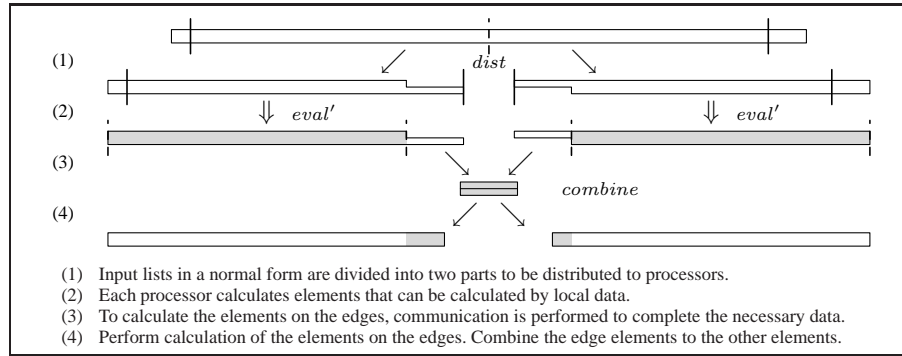 (1)
dist
(2)
eval′
eval′
(3)
combine
(4)
(1) Input lists in a normal form are divided into two parts to be distributed to processors.
(2) Each processor calculates elements that can be calculated by local data.
(3) To calculate the elements on the edges, communication is performed to complete the necessary data.
(4) Perform calculation of the elements on the edges. Combine the edge elements to the other elements.